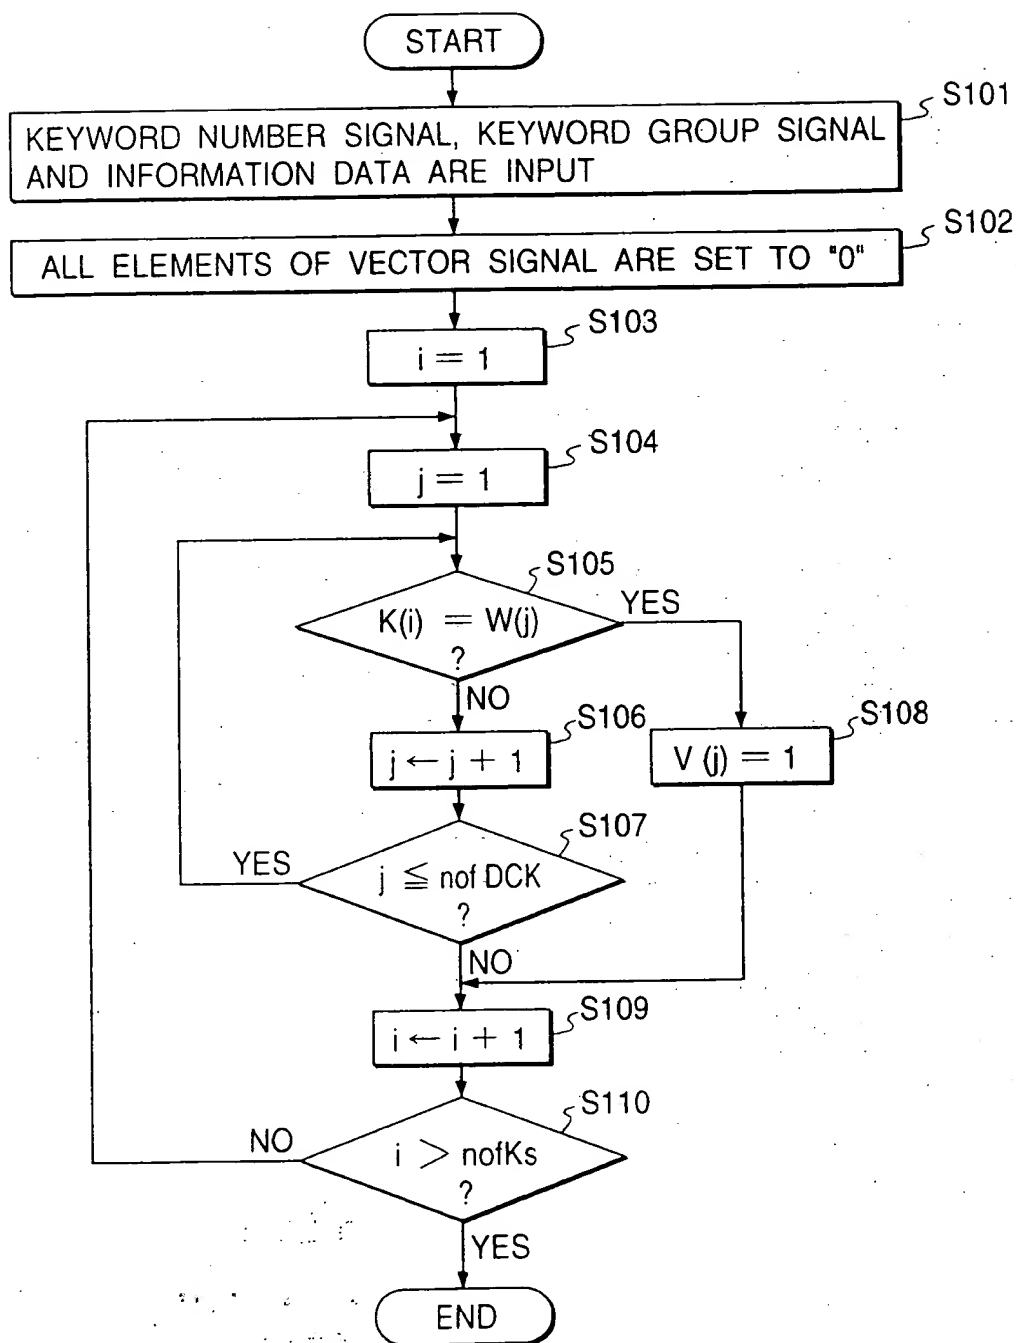 START
S101
KEYWORD NUMBER SIGNAL, KEYWORD GROUP SIGNAL
AND INFORMATION DATA ARE INPUT
S102
ALL ELEMENTS OF VECTOR SIGNAL ARE SET TO "0"
S103
i = 1
S104
j = 1
S105
K(i) = W(j)
?
YES
NO
S106
j ← j + 1
S108
V (j) = 1
S107
YES
j ≦ nof DCK
?
NO
S109
i ← i + 1
S110
NO
i > nofKs
?
YES
END